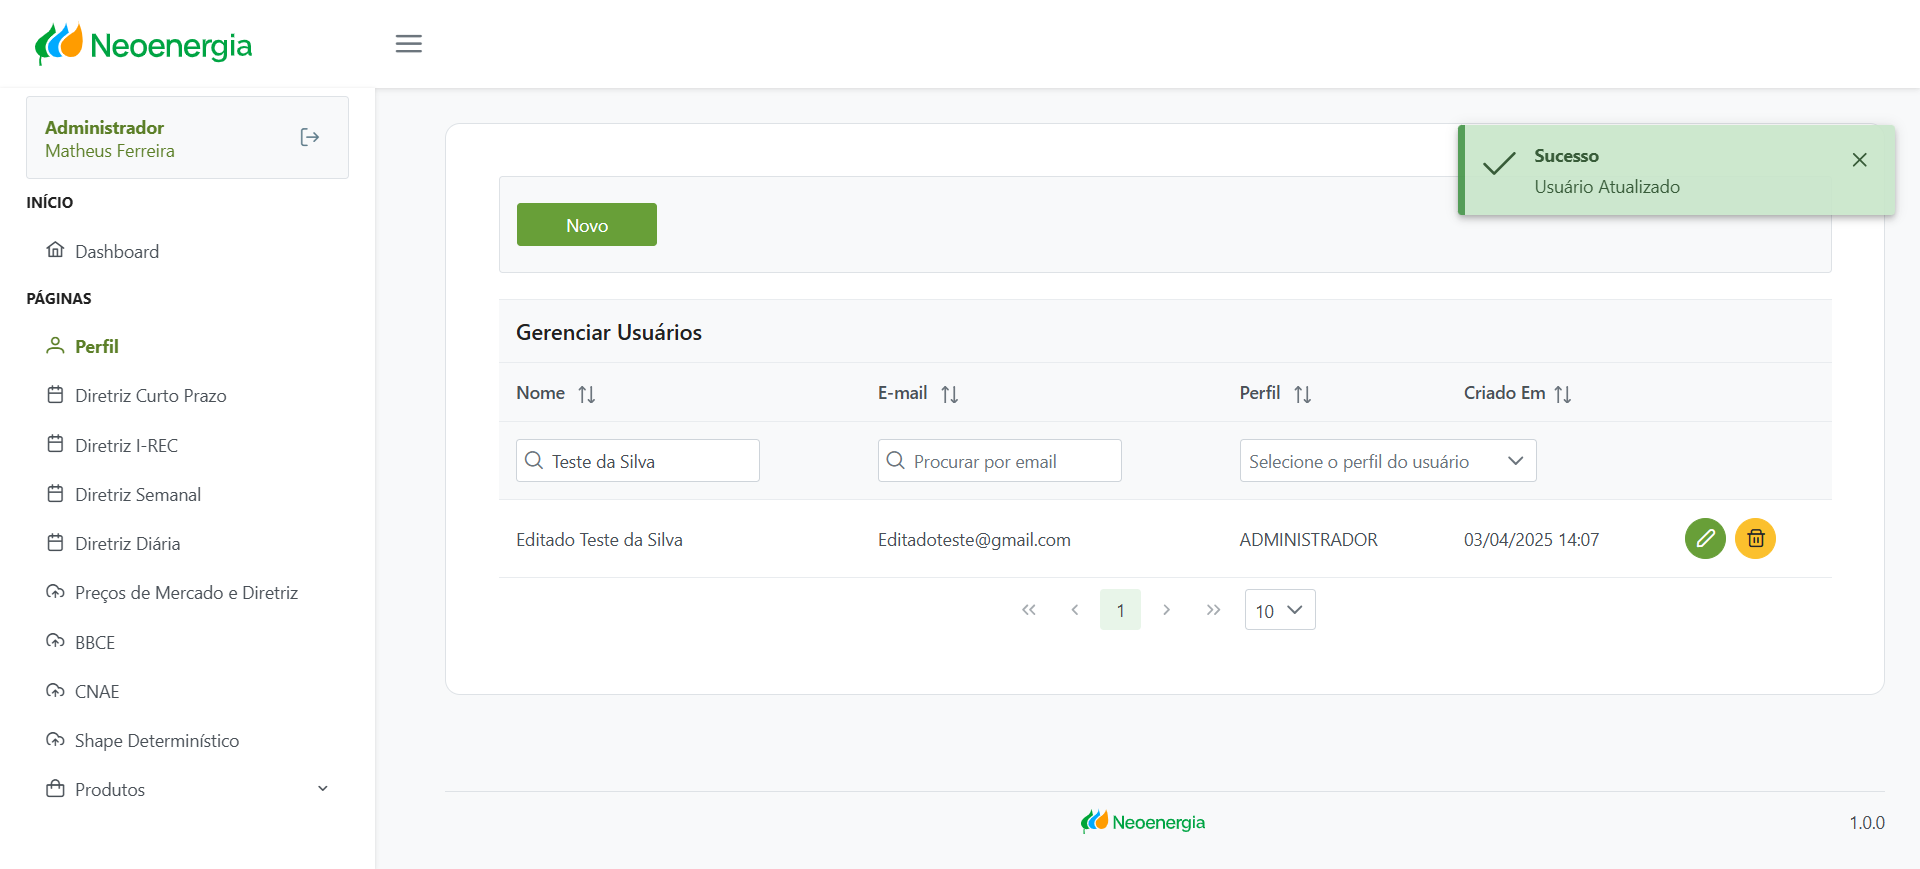 Neoenergia
Administrador
Matheus Ferreira
INÍCIO
Dashboard
PÁGINAS
Perfil
Diretriz Curto Prazo
Diretriz I-REC
Diretriz Semanal
Diretriz Diária
Preços de Mercado e Diretriz
BBCE
CNAE
Shape Determinístico
Produtos
Sucesso
Usuário Atualizado
Novo
Gerenciar Usuários
Nome E-mail Perfil Criado Em
Teste da Silva Procurar por email Selecione o perfil do usuário
Editado Teste da Silva Editadoteste@gmail.com ADMINISTRADOR 03/04/2025 14:07
1 10
Neoenergia 1.0.0